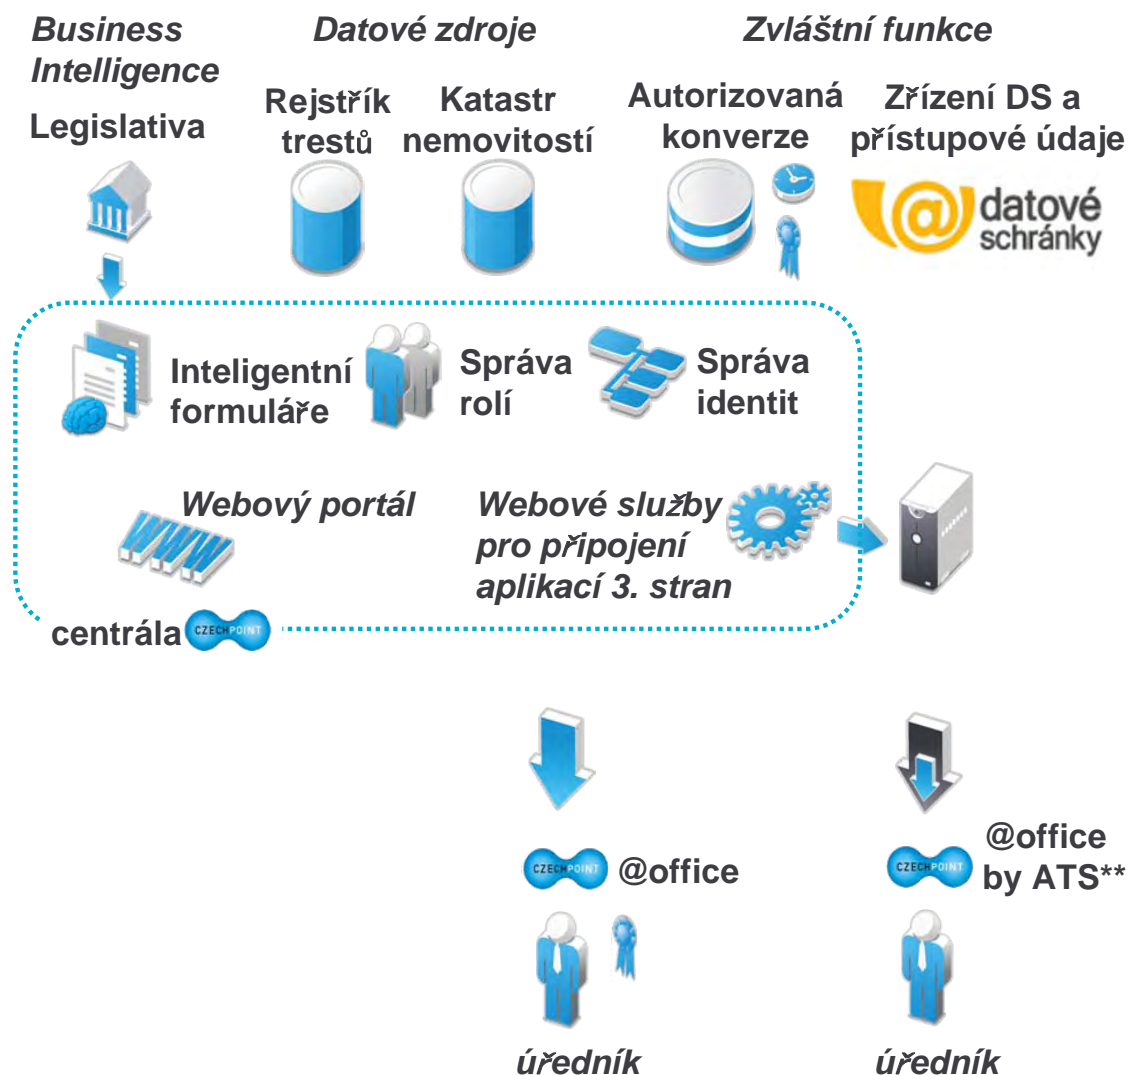 Business
Intelligence
Datové zdroje
Zvláštní funkce
Legislativa
Rejstřík
trestů
Katastr
nemovitostí
Autorizovaná
konverze
Zřízení DS a
přístupové údaje
@ datové
schránky
Inteligentní
formuláře
Správa
rolí
Správa
identit
Webový portál
WWW
Webové služby
pro připojení
aplikací 3. stran
centrála CZECHPOINT
CZECHPOINT @office
CZECHPOINT @office
by ATS**
úředník
úředník